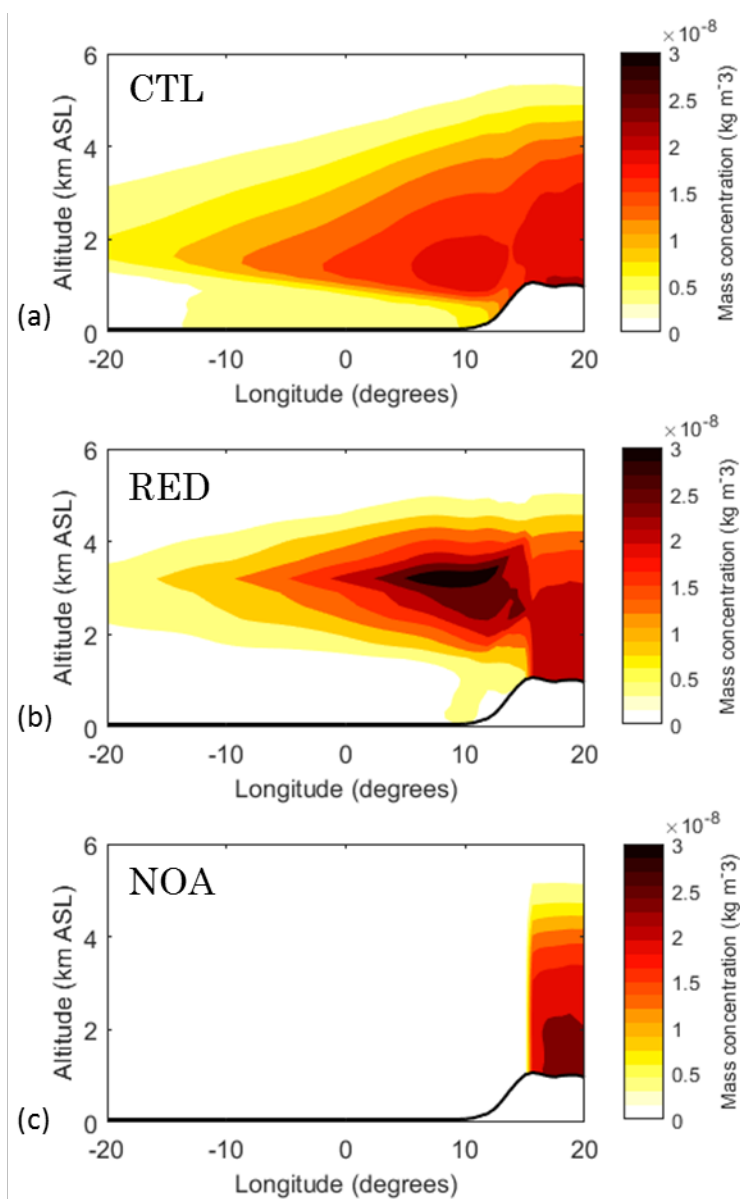 CTL
6
4
2
0
Altitude (km ASL)
(a)
-20 -10 0 10 20
Longitude (degrees)
×10-8
3
2.5
2
1.5
1
0.5
0
Mass concentration (kg m-3)
RED
6
4
2
0
Altitude (km ASL)
(b)
-20 -10 0 10 20
Longitude (degrees)
×10-8
3
2.5
2
1.5
1
0.5
0
Mass concentration (kg m-3)
NOA
6
4
2
0
Altitude (km ASL)
(c)
-20 -10 0 10 20
Longitude (degrees)
×10-8
3
2.5
2
1.5
1
0.5
0
Mass concentration (kg m-3)